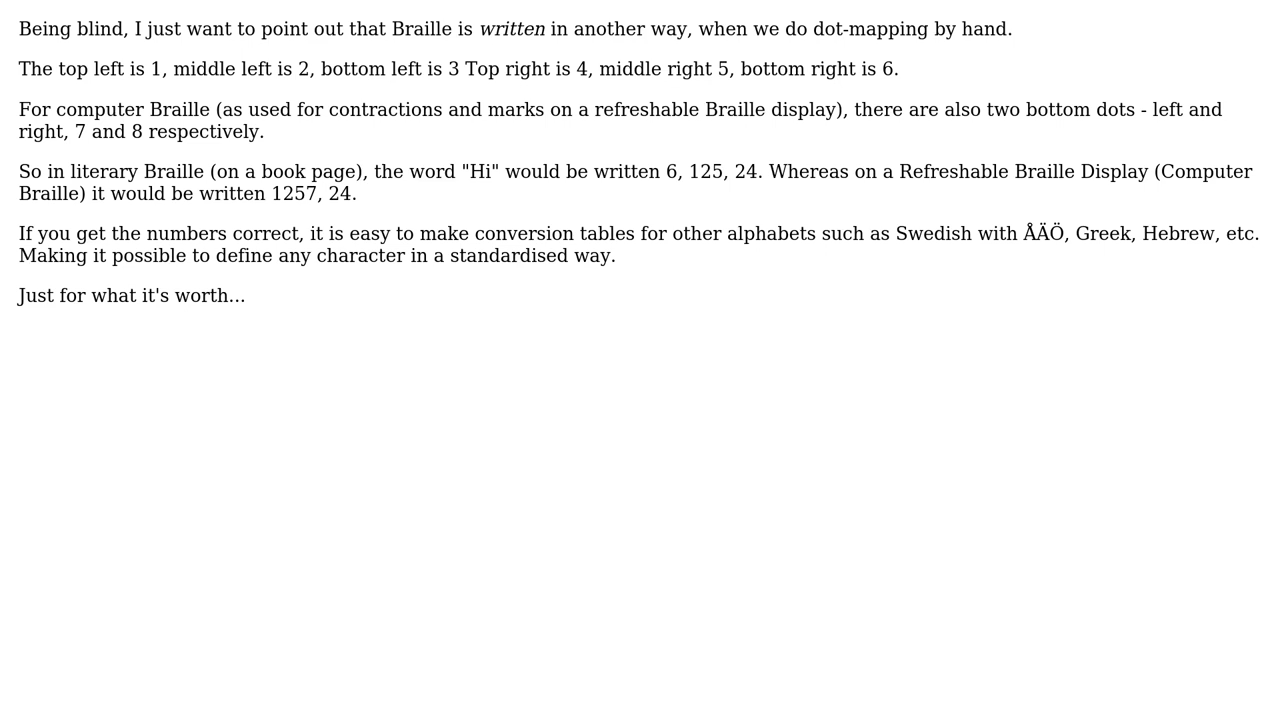 Being blind, I just want to point out that Braille is written in another way, when we do dot-mapping by hand.
The top left is 1, middle left is 2, bottom left is 3 Top right is 4, middle right 5, bottom right is 6.
For computer Braille (as used for contractions and marks on a refreshable Braille display), there are also two bottom dots - left and
right, 7 and 8 respectively.
So in literary Braille (on a book page), the word "Hi" would be written 6, 125, 24. Whereas on a Refreshable Braille Display (Computer
Braille) it would be written 1257, 24.
If you get the numbers correct, it is easy to make conversion tables for other alphabets such as Swedish with ÅÄÖ, Greek, Hebrew, etc.
Making it possible to define any character in a standardised way.
Just for what it's worth...